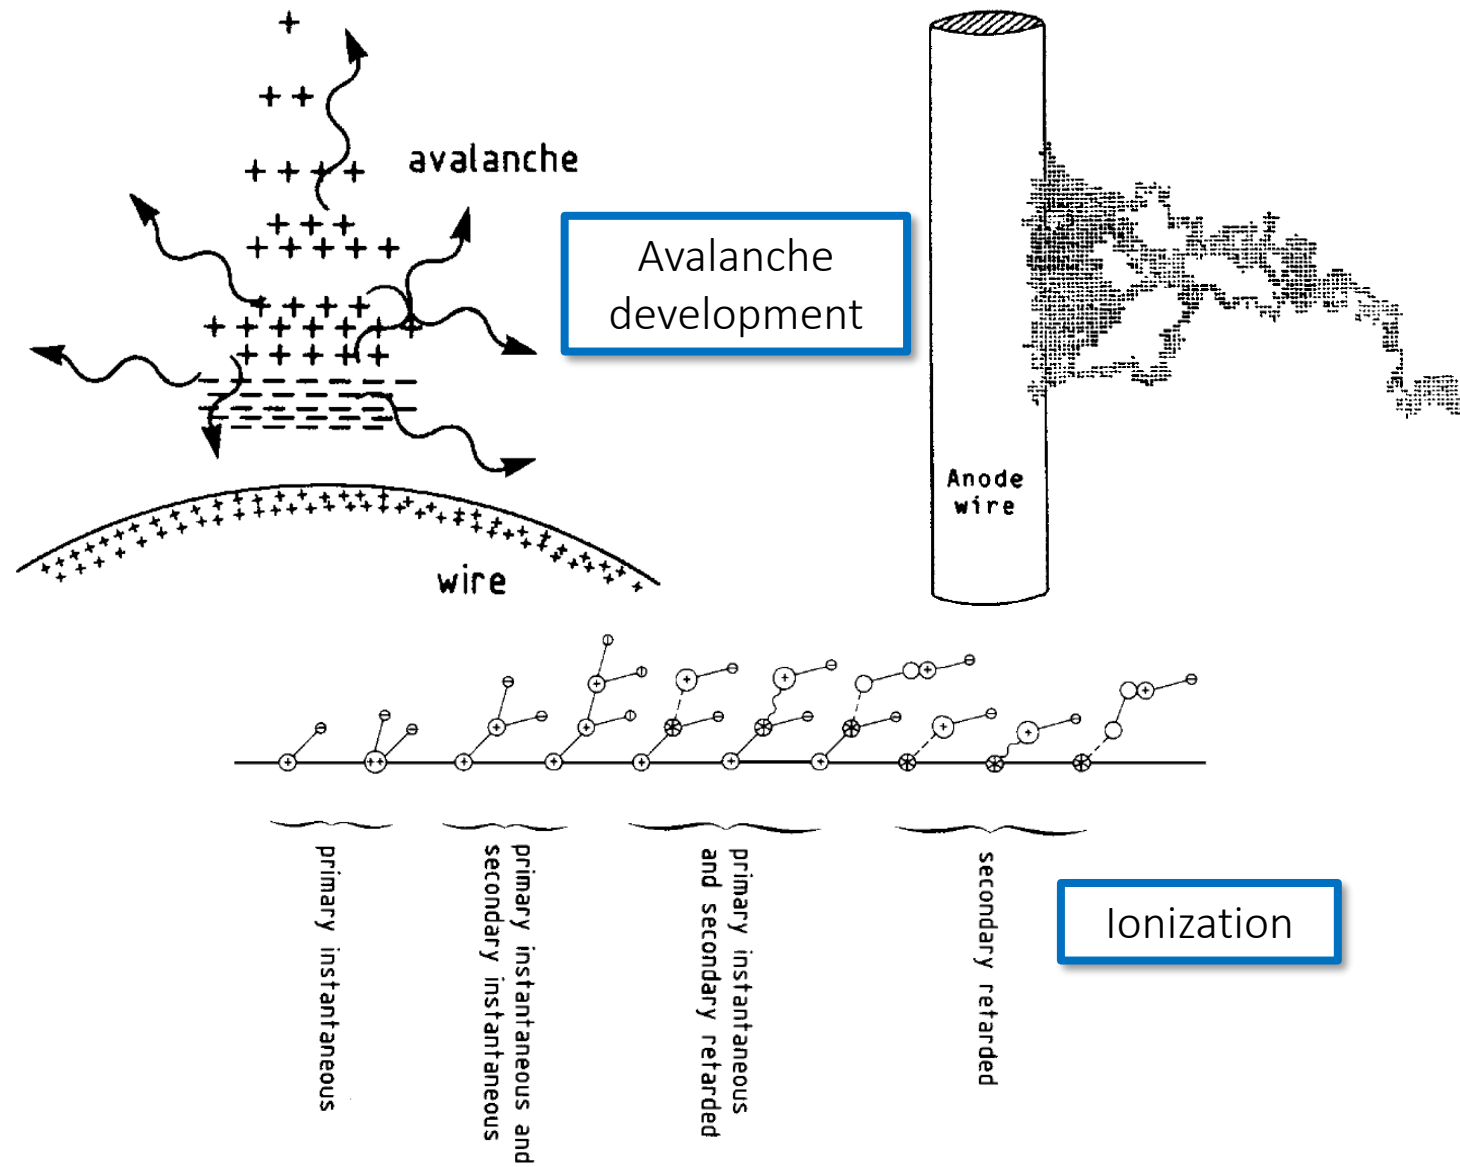 avalanche
Avalanche
development
Anode
wire
wire
primary instantaneous
primary instantaneous and
secondary instantaneous
primary instantaneous
and secondary retarded
secondary retarded
Ionization